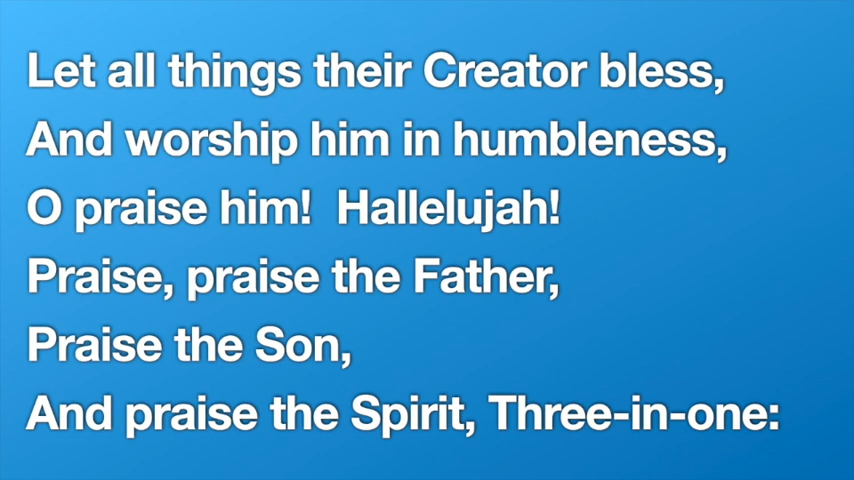 Let all things their Creator bless,
And worship him in humbleness,
O praise him!  Hallelujah!
Praise, praise the Father,
Praise the Son,
And praise the Spirit, Three-in-one: